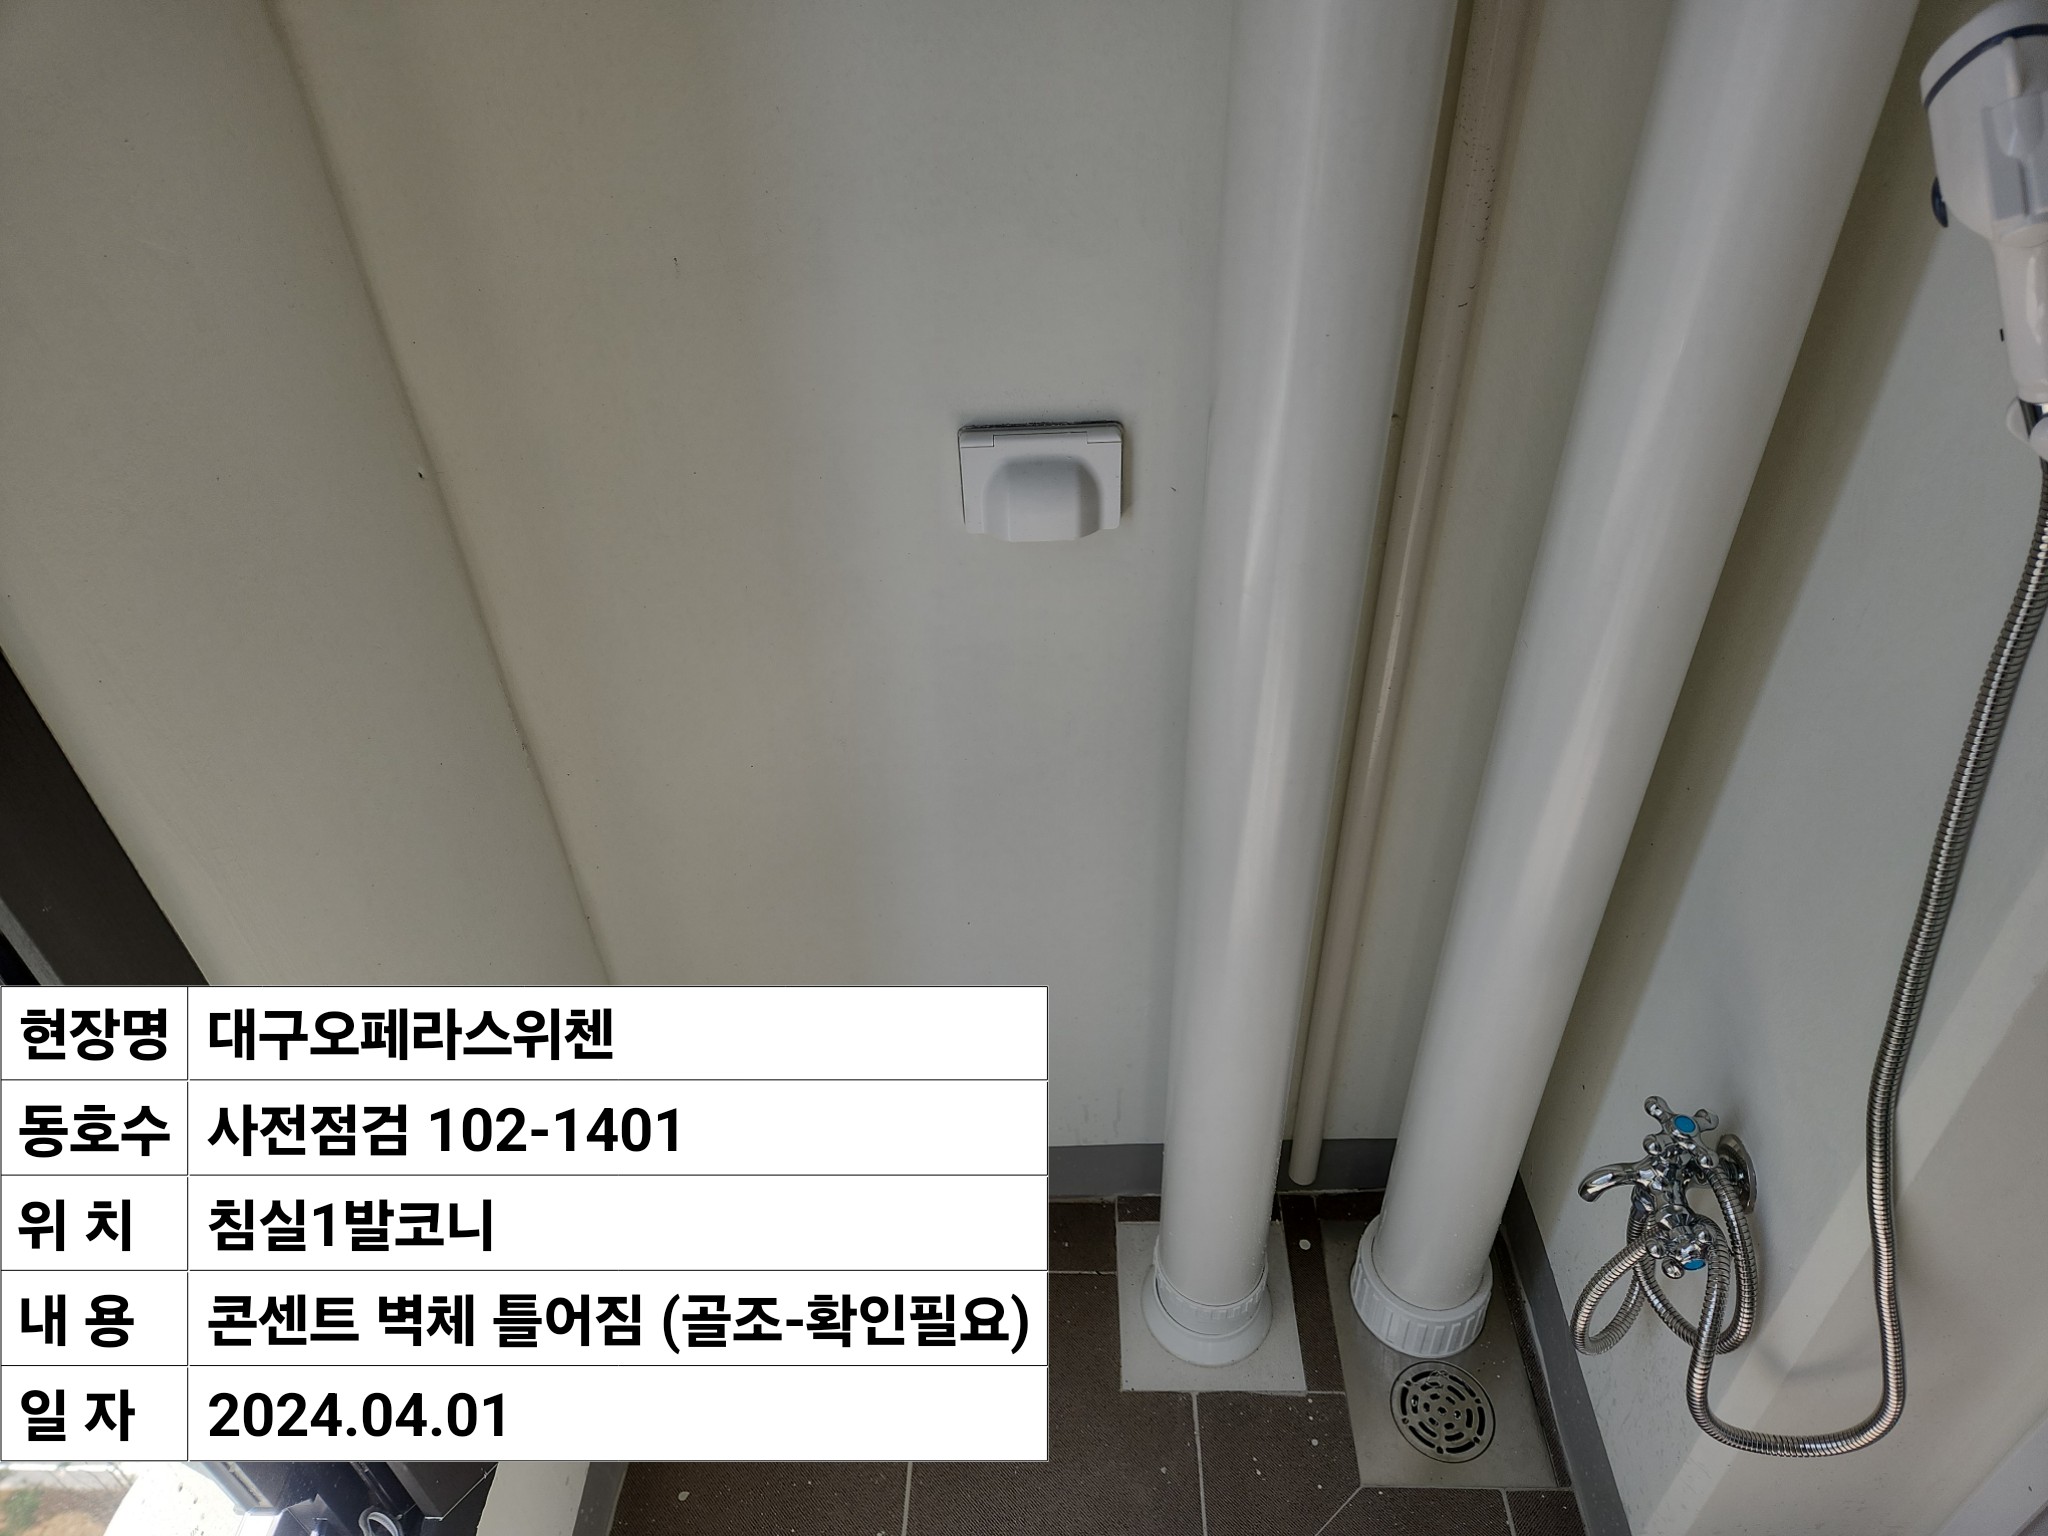 현장명 대구오페라스위첸
동호수 사전점검 102-1401
위 치 침실1발코니
내 용 콘센트 벽체 틀어짐 (골조-확인필요)
일 자 2024.04.01